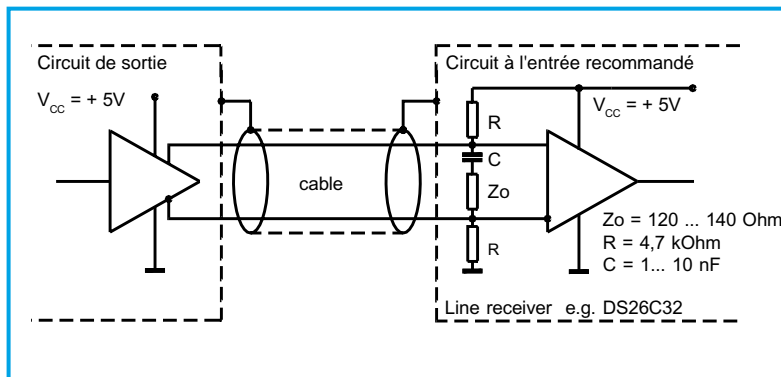 Circuit de sortie
V_CC = + 5V
cable
Circuit à l'entrée recommandé
V_CC = + 5V
R
C
Zo
R
Zo = 120 ... 140 Ohm
R = 4,7 kOhm
C = 1... 10 nF
Line receiver e.g. DS26C32